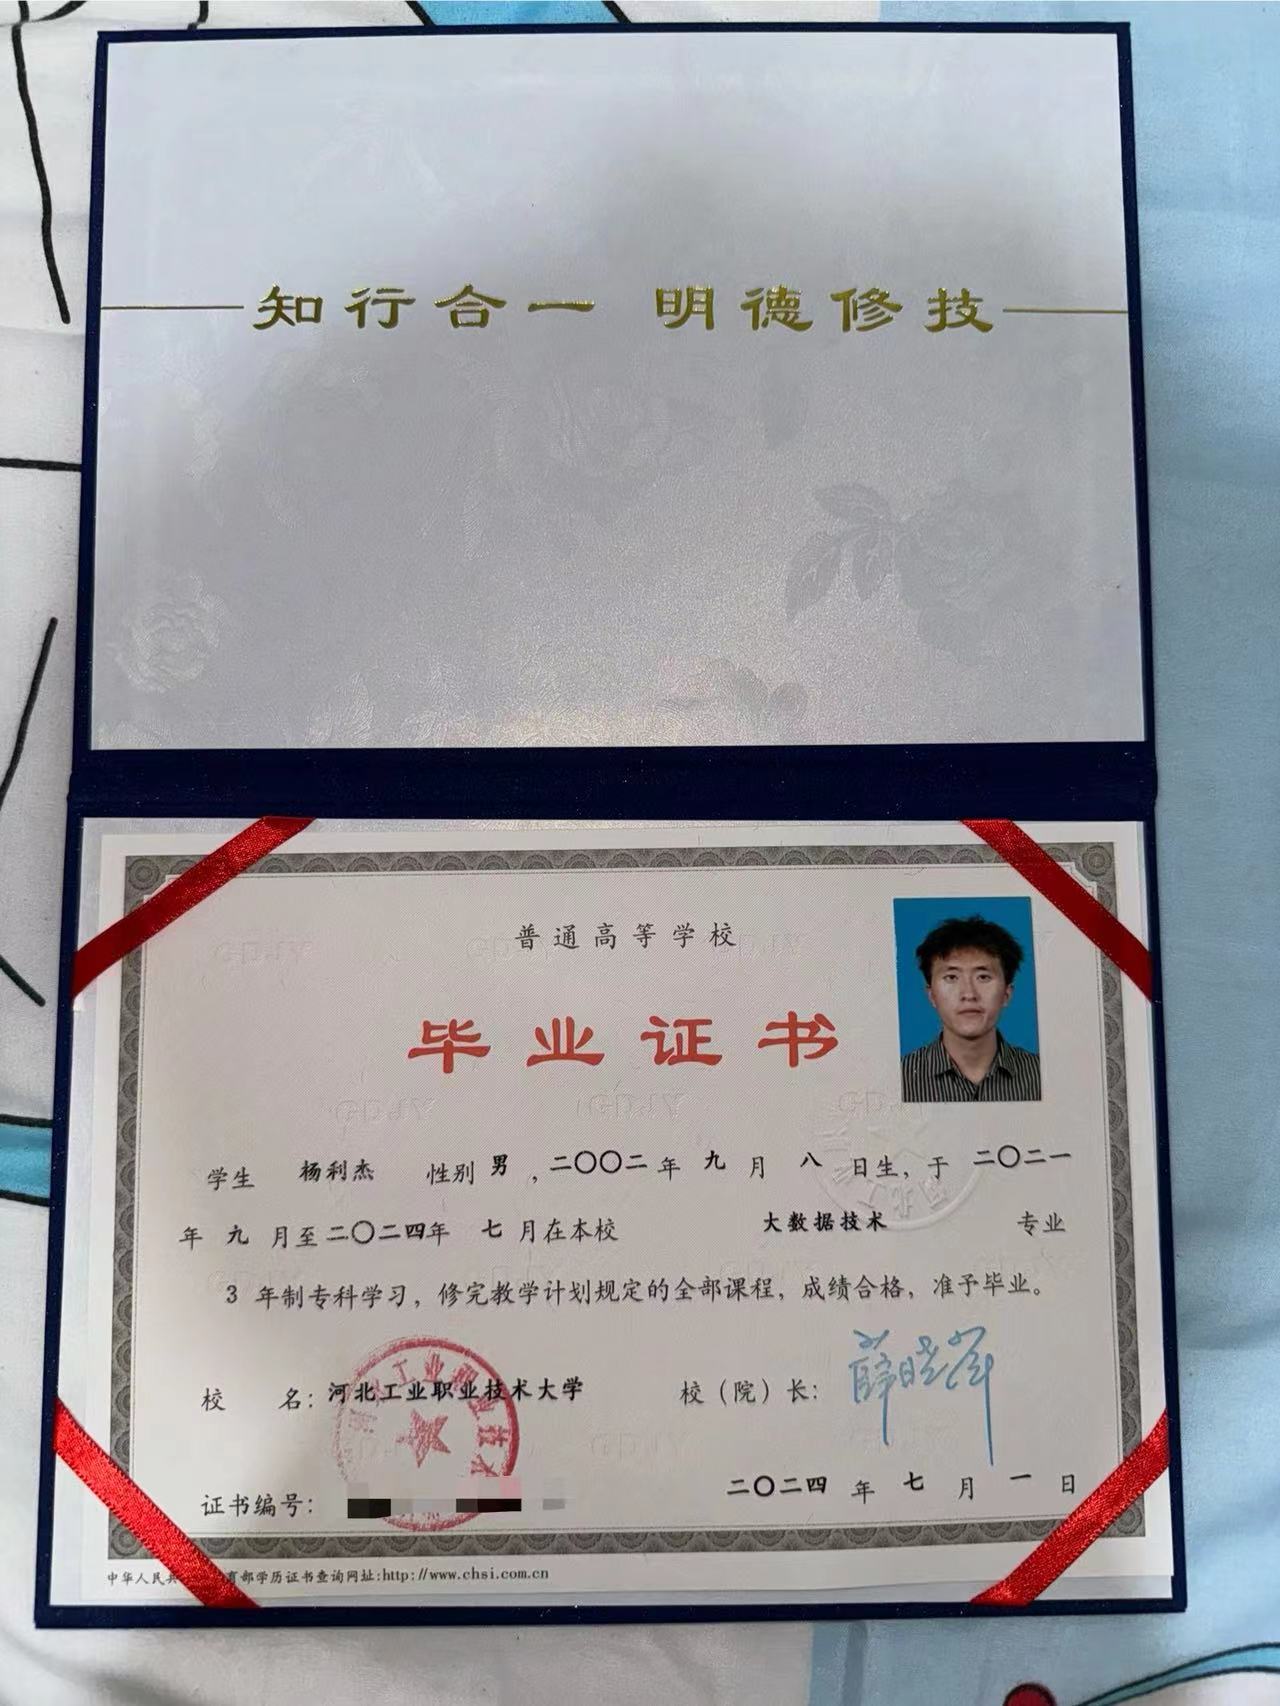 知行合一 明德修技
普通高等学校
毕业证书
学生 杨利杰 性别 男，二〇〇二年 九 月 八 日生，于 二〇二一
年 九 月至二〇二四年 七 月在本校 大数据技术 专业
3 年制专科学习，修完教学计划规定的全部课程，成绩合格，准予毕业。
校 名：河北工业职业技术大学 校（院）长：薛晓萍
证书编号：
二〇二四 年 七 月 一 日
中华人民共 育部学历证书查询网址:http://www.chsi.com.cn